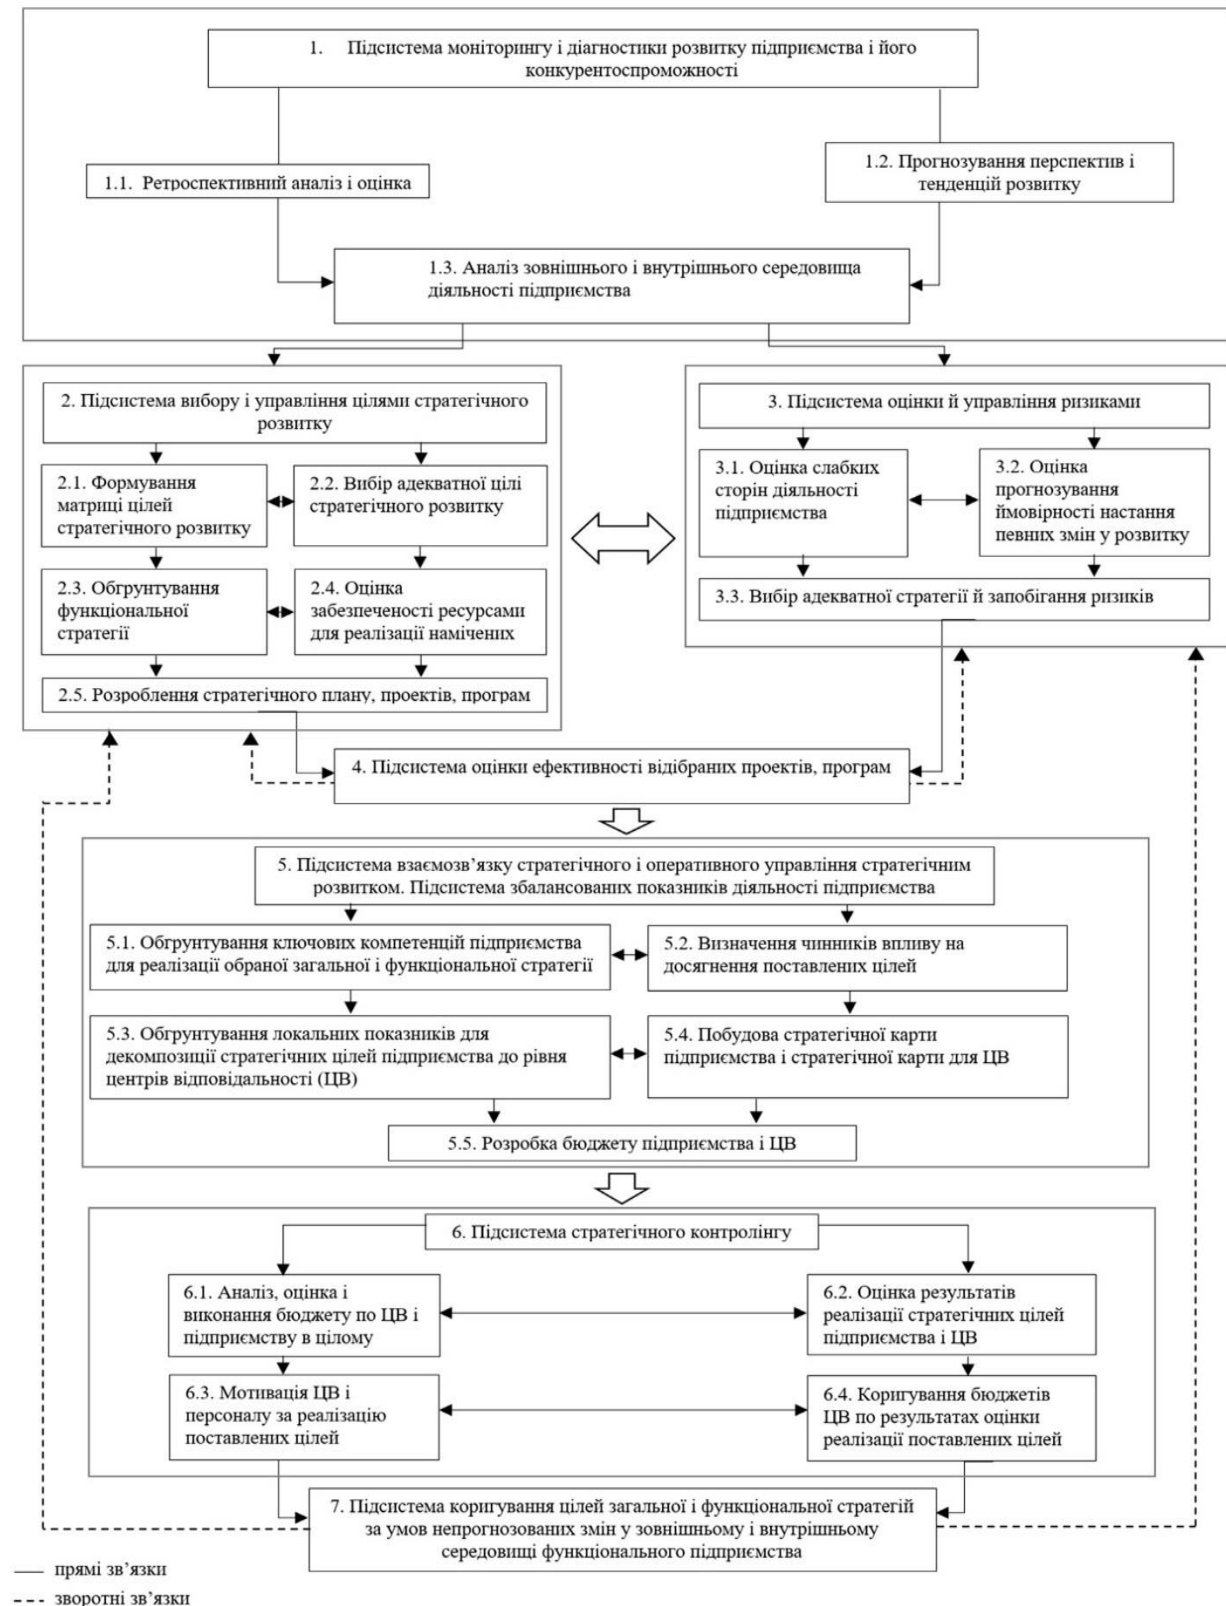 1. Підсистема моніторингу і діагностики розвитку підприємства і його
конкурентоспроможності
1.1. Ретроспективний аналіз і оцінка
1.2. Прогнозування перспектив і
тенденцій розвитку
1.3. Аналіз зовнішнього і внутрішнього середовища
діяльності підприємства
2. Підсистема вибору і управління цілями стратегічного
розвитку
2.1. Формування
матриці цілей
стратегічного розвитку
2.2. Вибір адекватної цілі
стратегічного розвитку
2.3. Обгрунтування
функціональної
стратегії
2.4. Оцінка
забезпеченості ресурсами
для реалізації намічених
2.5. Розроблення стратегічного плану, проектів, програм
3. Підсистема оцінки й управління ризиками
3.1. Оцінка слабких
сторін діяльності
підприємства
3.2. Оцінка
прогнозування
ймовірності настання
певних змін у розвитку
3.3. Вибір адекватної стратегії й запобігання ризиків
4. Підсистема оцінки ефективності відібраних проектів, програм
5. Підсистема взаємозв’язку стратегічного і оперативного управління стратегічним
розвитком. Підсистема збалансованих показників діяльності підприємства
5.1. Обгрунтування ключових компетенцій підприємства
для реалізації обраної загальної і функціональної стратегії
5.2. Визначення чинників впливу на
досягнення поставлених цілей
5.3. Обгрунтування локальних показників для
декомпозиції стратегічних цілей підприємства до рівня
центрів відповідальності (ЦВ)
5.4. Побудова стратегічної карти
підприємства і стратегічної карти для ЦВ
5.5. Розробка бюджету підприємства і ЦВ
6. Підсистема стратегічного контролінгу
6.1. Аналіз, оцінка і
виконання бюджету по ЦВ і
підприємству в цілому
6.2. Оцінка результатів
реалізації стратегічних цілей
підприємства і ЦВ
6.3. Мотивація ЦВ і
персоналу за реалізацію
поставлених цілей
6.4. Коригування бюджетів
ЦВ по результатах оцінки
реалізації поставлених цілей
7. Підсистема коригування цілей загальної і функціональної стратегій
за умов непрогнозованих змін у зовнішньому і внутрішньому
середовищі функціонального підприємства
прямі зв’язки
зворотні зв’язки